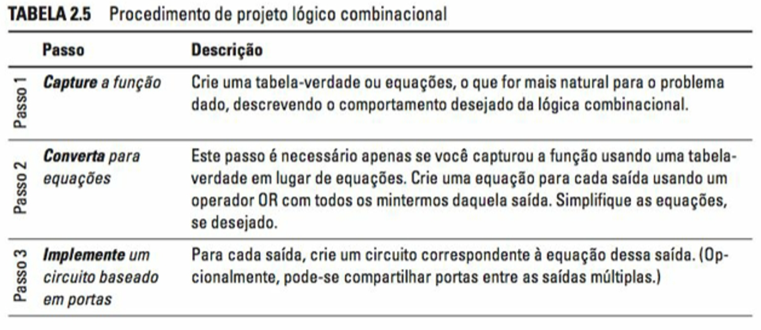 TABELA 2.5 Procedimento de projeto lógico combinacional
Passo Descrição
Passo 1
Capture a função Crie uma tabela-verdade ou equações, o que for mais natural para o problema
dado, descrevendo o comportamento desejado da lógica combinacional.
Passo 2
Converta para Este passo é necessário apenas se você capturou a função usando uma tabela-
equações verdade em lugar de equações. Crie uma equação para cada saída usando um
operador OR com todos os mintermos daquela saída. Simplifique as equações,
se desejado.
Passo 3
Implemente um Para cada saída, crie um circuito correspondente à equação dessa saída. (Op-
circuito baseado cionalmente, pode-se compartilhar portas entre as saídas múltiplas.)
em portas